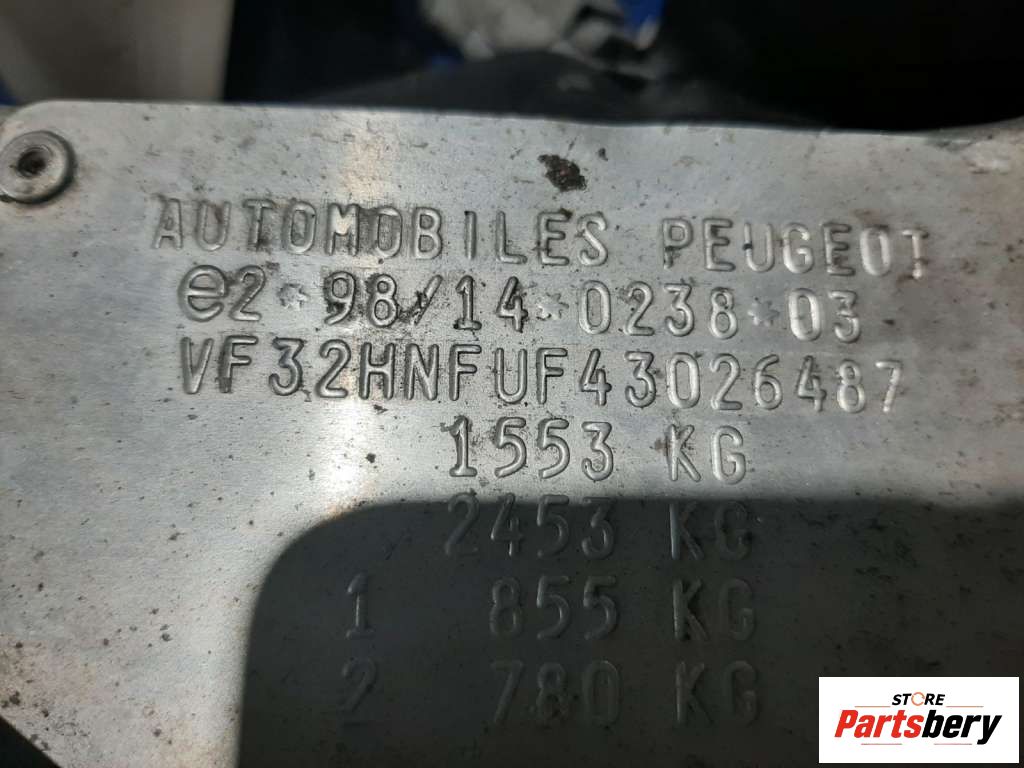 AUTOMOBILES PEUGEOT
e2*98/14*0238*03
VF32HNFUF43026487
1553 KG
2453 KG
1 855 KG
2 780 KG
STORE
Partsbery